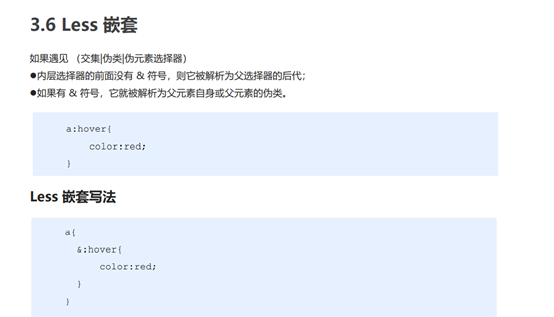 3.6 Less 嵌套
如果遇见 （交集|伪类|伪元素选择器）
●内层选择器的前面没有 & 符号，则它被解析为父选择器的后代；
●如果有 & 符号，它就被解析为父元素自身或父元素的伪类。
a:hover{
    color:red;
}
Less 嵌套写法
a{
  &:hover{
      color:red;
  }
}